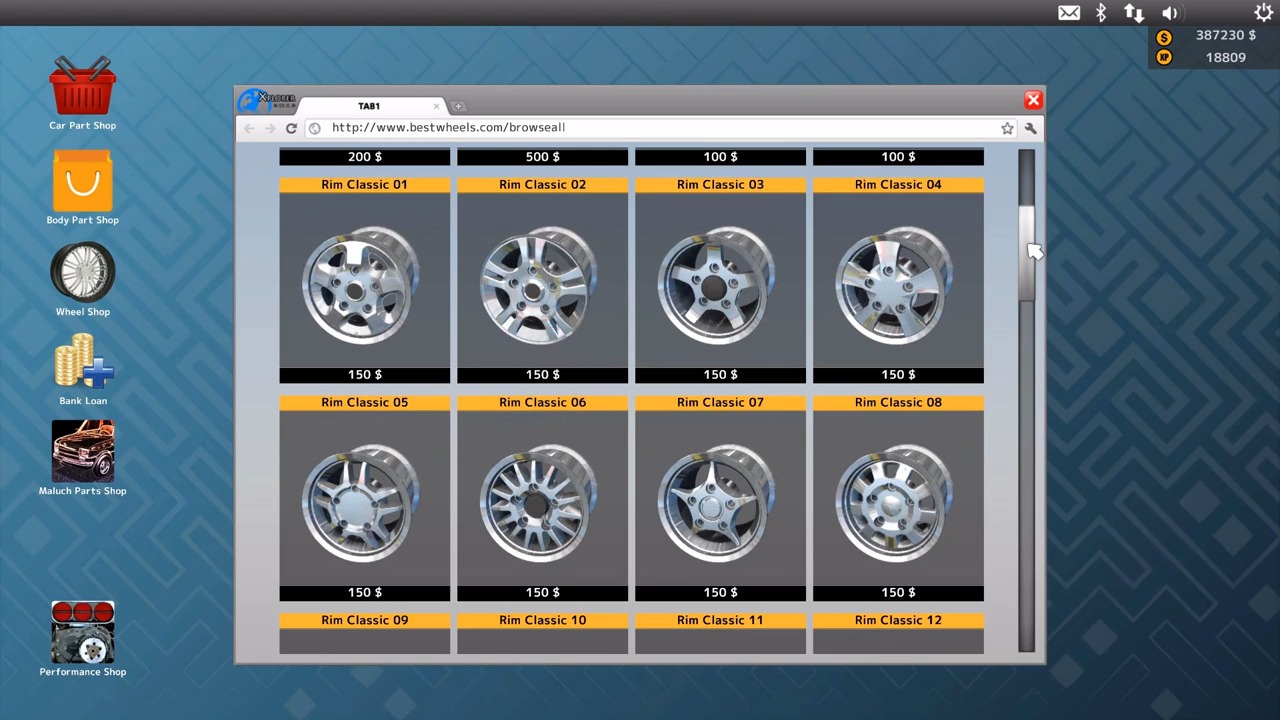 387230 $
18809
XPLORER
TAB1
http://www.bestwheels.com/browseall
Car Part Shop
Body Part Shop
Wheel Shop
Bank Loan
Maluch Parts Shop
Performance Shop
200 $ 500 $ 100 $ 100 $
Rim Classic 01 Rim Classic 02 Rim Classic 03 Rim Classic 04
150 $ 150 $ 150 $ 150 $
Rim Classic 05 Rim Classic 06 Rim Classic 07 Rim Classic 08
150 $ 150 $ 150 $ 150 $
Rim Classic 09 Rim Classic 10 Rim Classic 11 Rim Classic 12